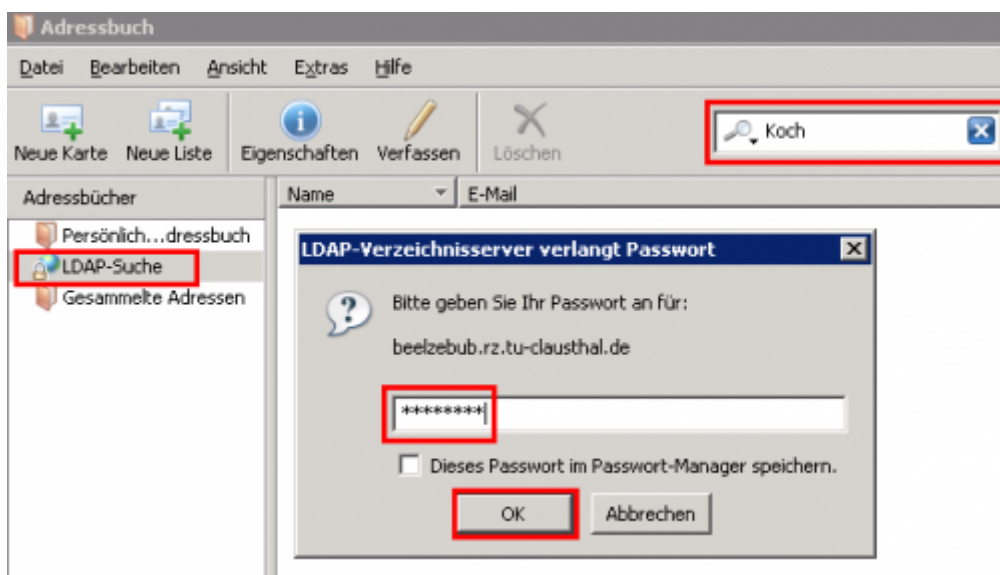 Adressbuch
Datei Bearbeiten Ansicht Extras Hilfe
Neue Karte Neue Liste Eigenschaften Verfassen Löschen
Koch
Adressbücher
Name E-Mail
Persönlich...dressbuch
LDAP-Suche
Gesammelte Adressen
LDAP-Verzeichnisserver verlangt Passwort
Bitte geben Sie Ihr Passwort an für:
beelzebub.rz.tu-clausthal.de
********
Dieses Passwort im Passwort-Manager speichern.
OK Abbrechen